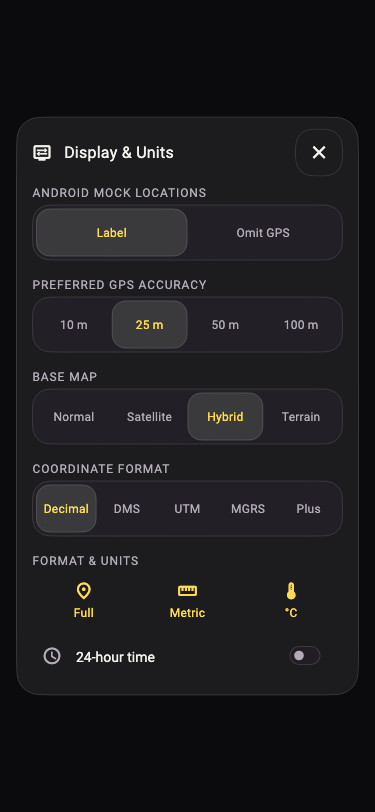 Display & Units
ANDROID MOCK LOCATIONS
Label Omit GPS
PREFERRED GPS ACCURACY
10 m 25 m 50 m 100 m
BASE MAP
Normal Satellite Hybrid Terrain
COORDINATE FORMAT
Decimal DMS UTM MGRS Plus
FORMAT & UNITS
Full Metric °C
24-hour time